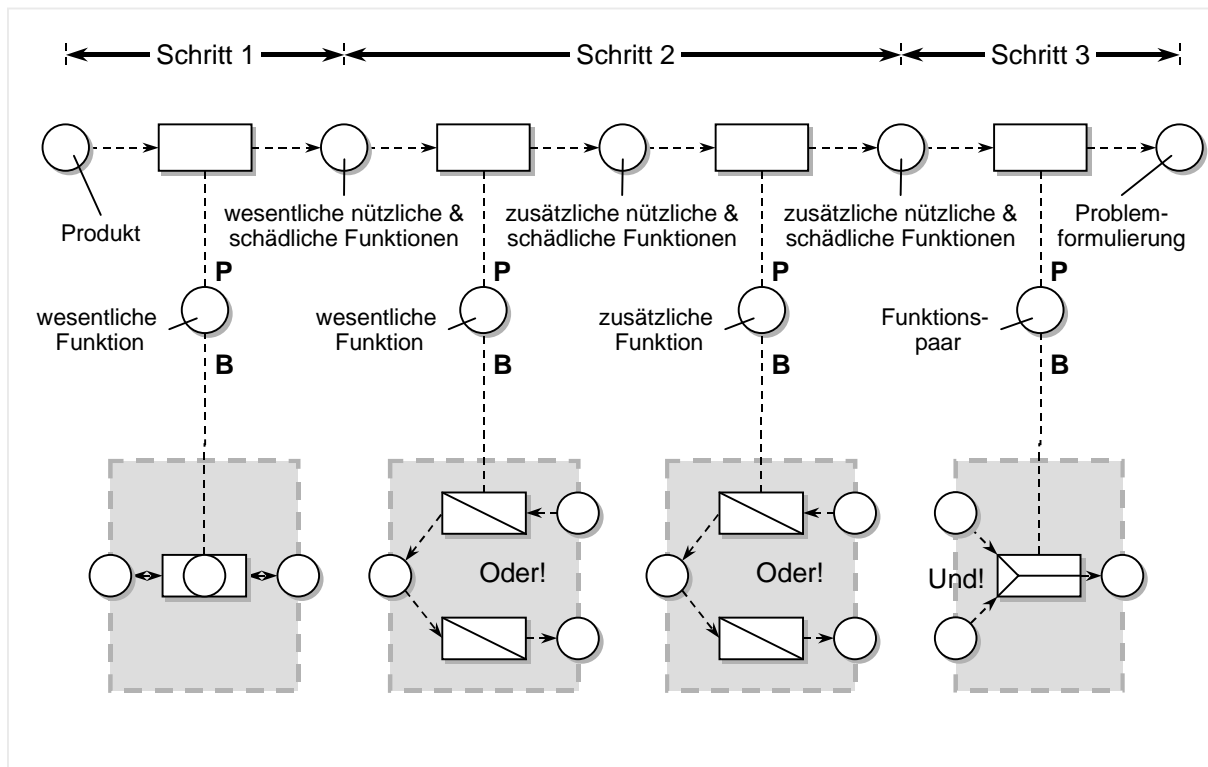 Schritt 1
Schritt 2
Schritt 3
Produkt
wesentliche nützliche &
schädliche Funktionen
zusätzliche nützliche &
schädliche Funktionen
zusätzliche nützliche &
schädliche Funktionen
Problem-
formulierung
P
P
P
P
wesentliche
Funktion
wesentliche
Funktion
zusätzliche
Funktion
Funktions-
paar
B
B
B
B
Oder!
Oder!
Und!